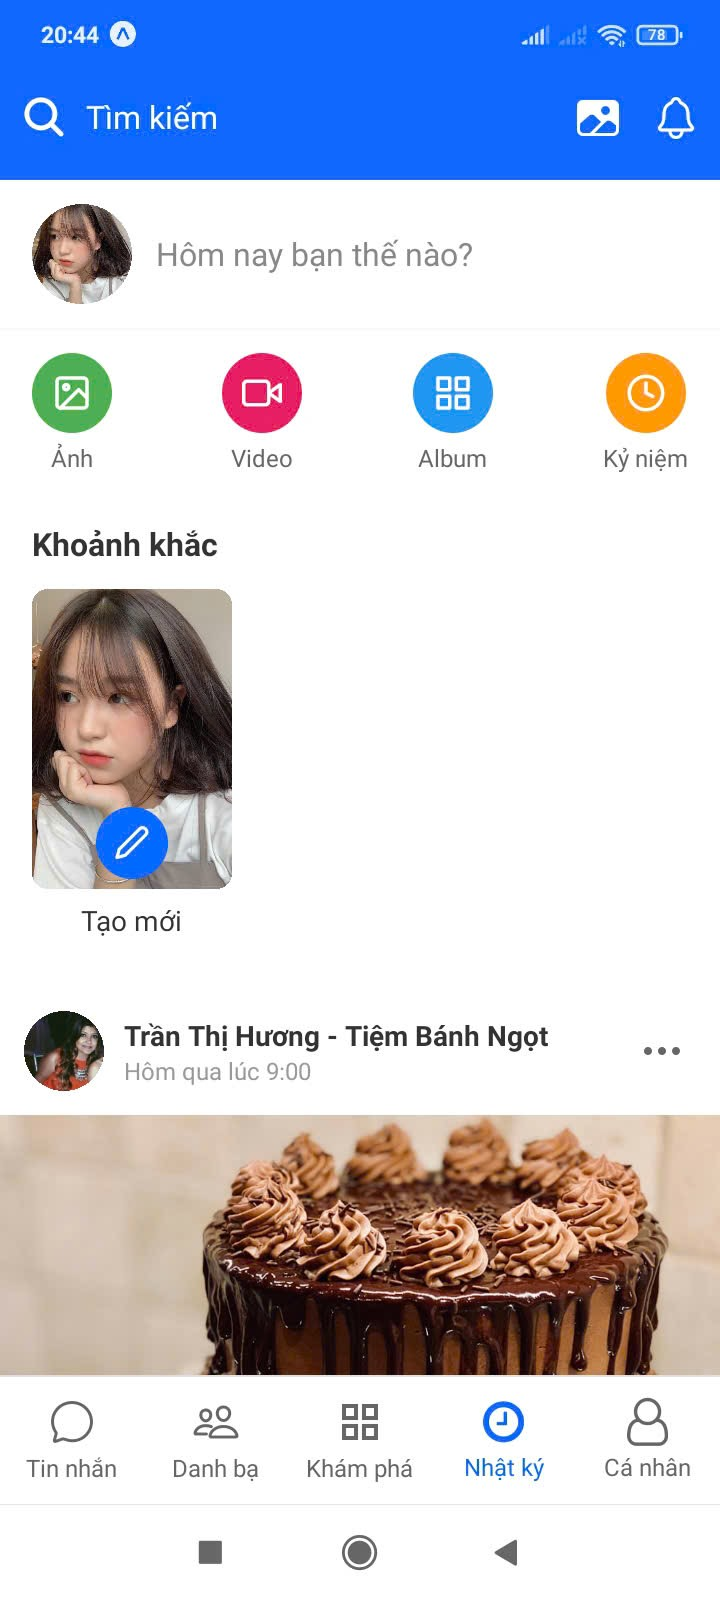 20:44
78
Tìm kiếm
Hôm nay bạn thế nào?
Ảnh
Video
Album
Kỷ niệm
Khoảnh khắc
Tạo mới
Trần Thị Hương - Tiệm Bánh Ngọt
Hôm qua lúc 9:00
Tin nhắn
Danh bạ
Khám phá
Nhật ký
Cá nhân